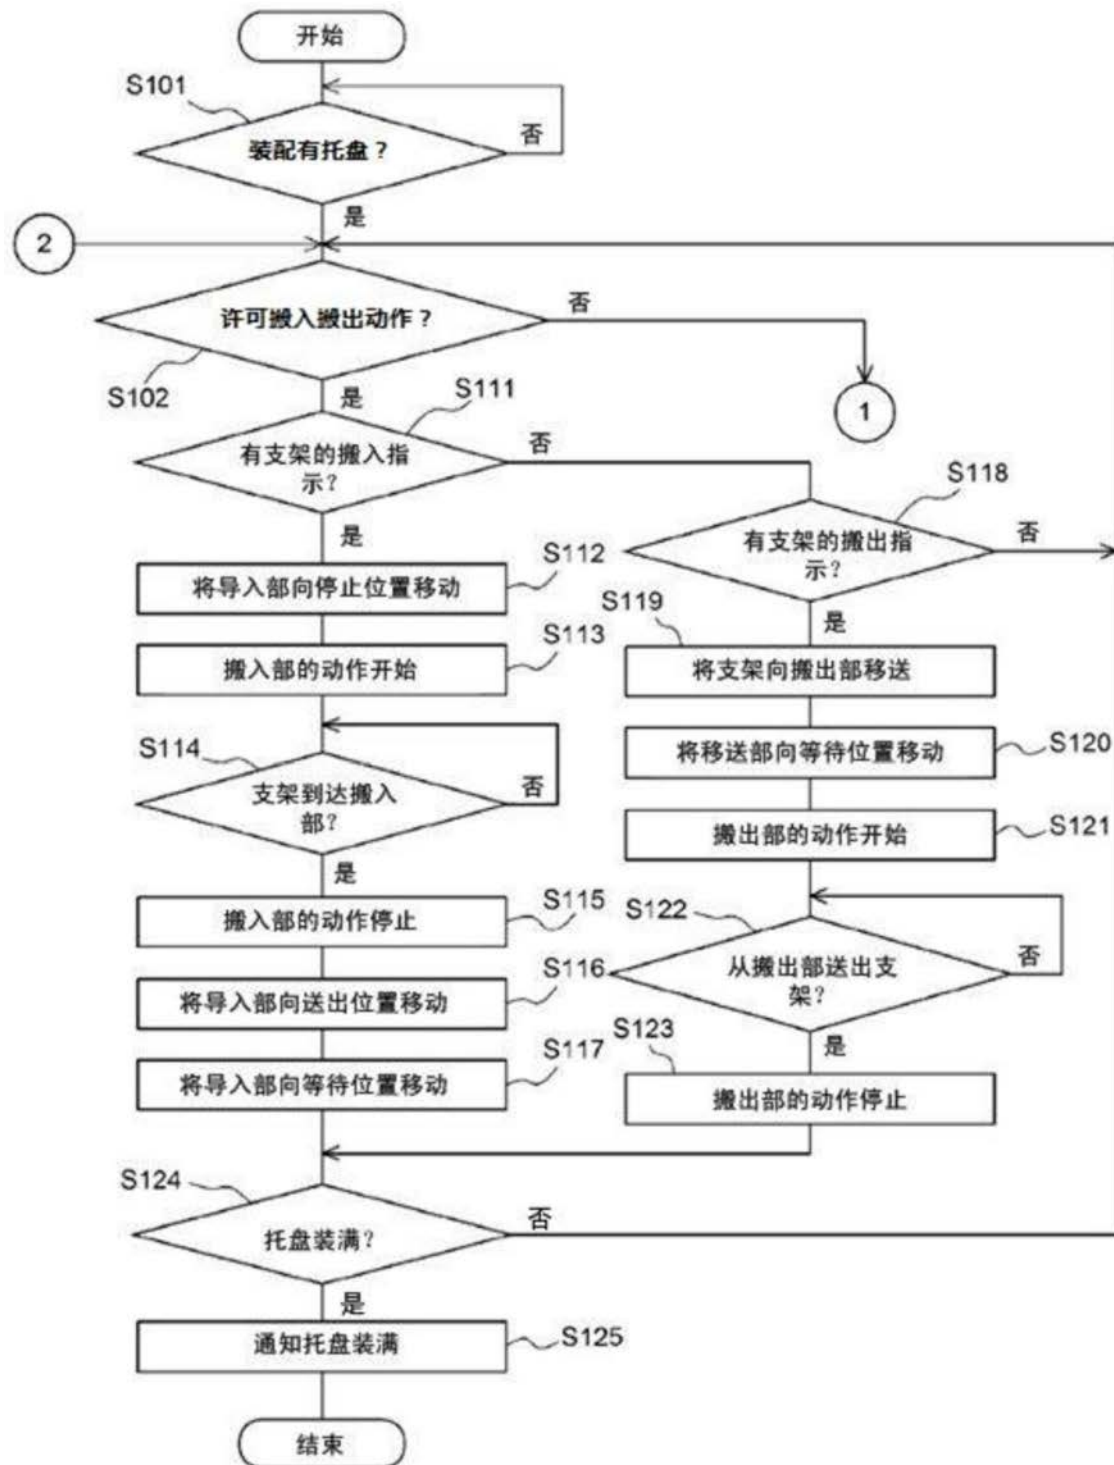 开始
S101
否
装配有托盘？
是
2
否
许可搬入搬出动作？
S102
是
S111
1
有支架的搬入指
示?
否
S118
是
有支架的搬出指
示?
否
S112
将导入部向停止位置移动
S119
是
S113
搬入部的动作开始
将支架向搬出部移送
S114
将移送部向等待位置移动
S120
支架到达搬入
部?
否
搬出部的动作开始
S121
是
S115
搬入部的动作停止
S122
从搬出部送出支
架?
否
S116
将导入部向送出位置移动
S123
是
S117
将导入部向等待位置移动
搬出部的动作停止
S124
托盘装满?
否
是
通知托盘装满
S125
结束